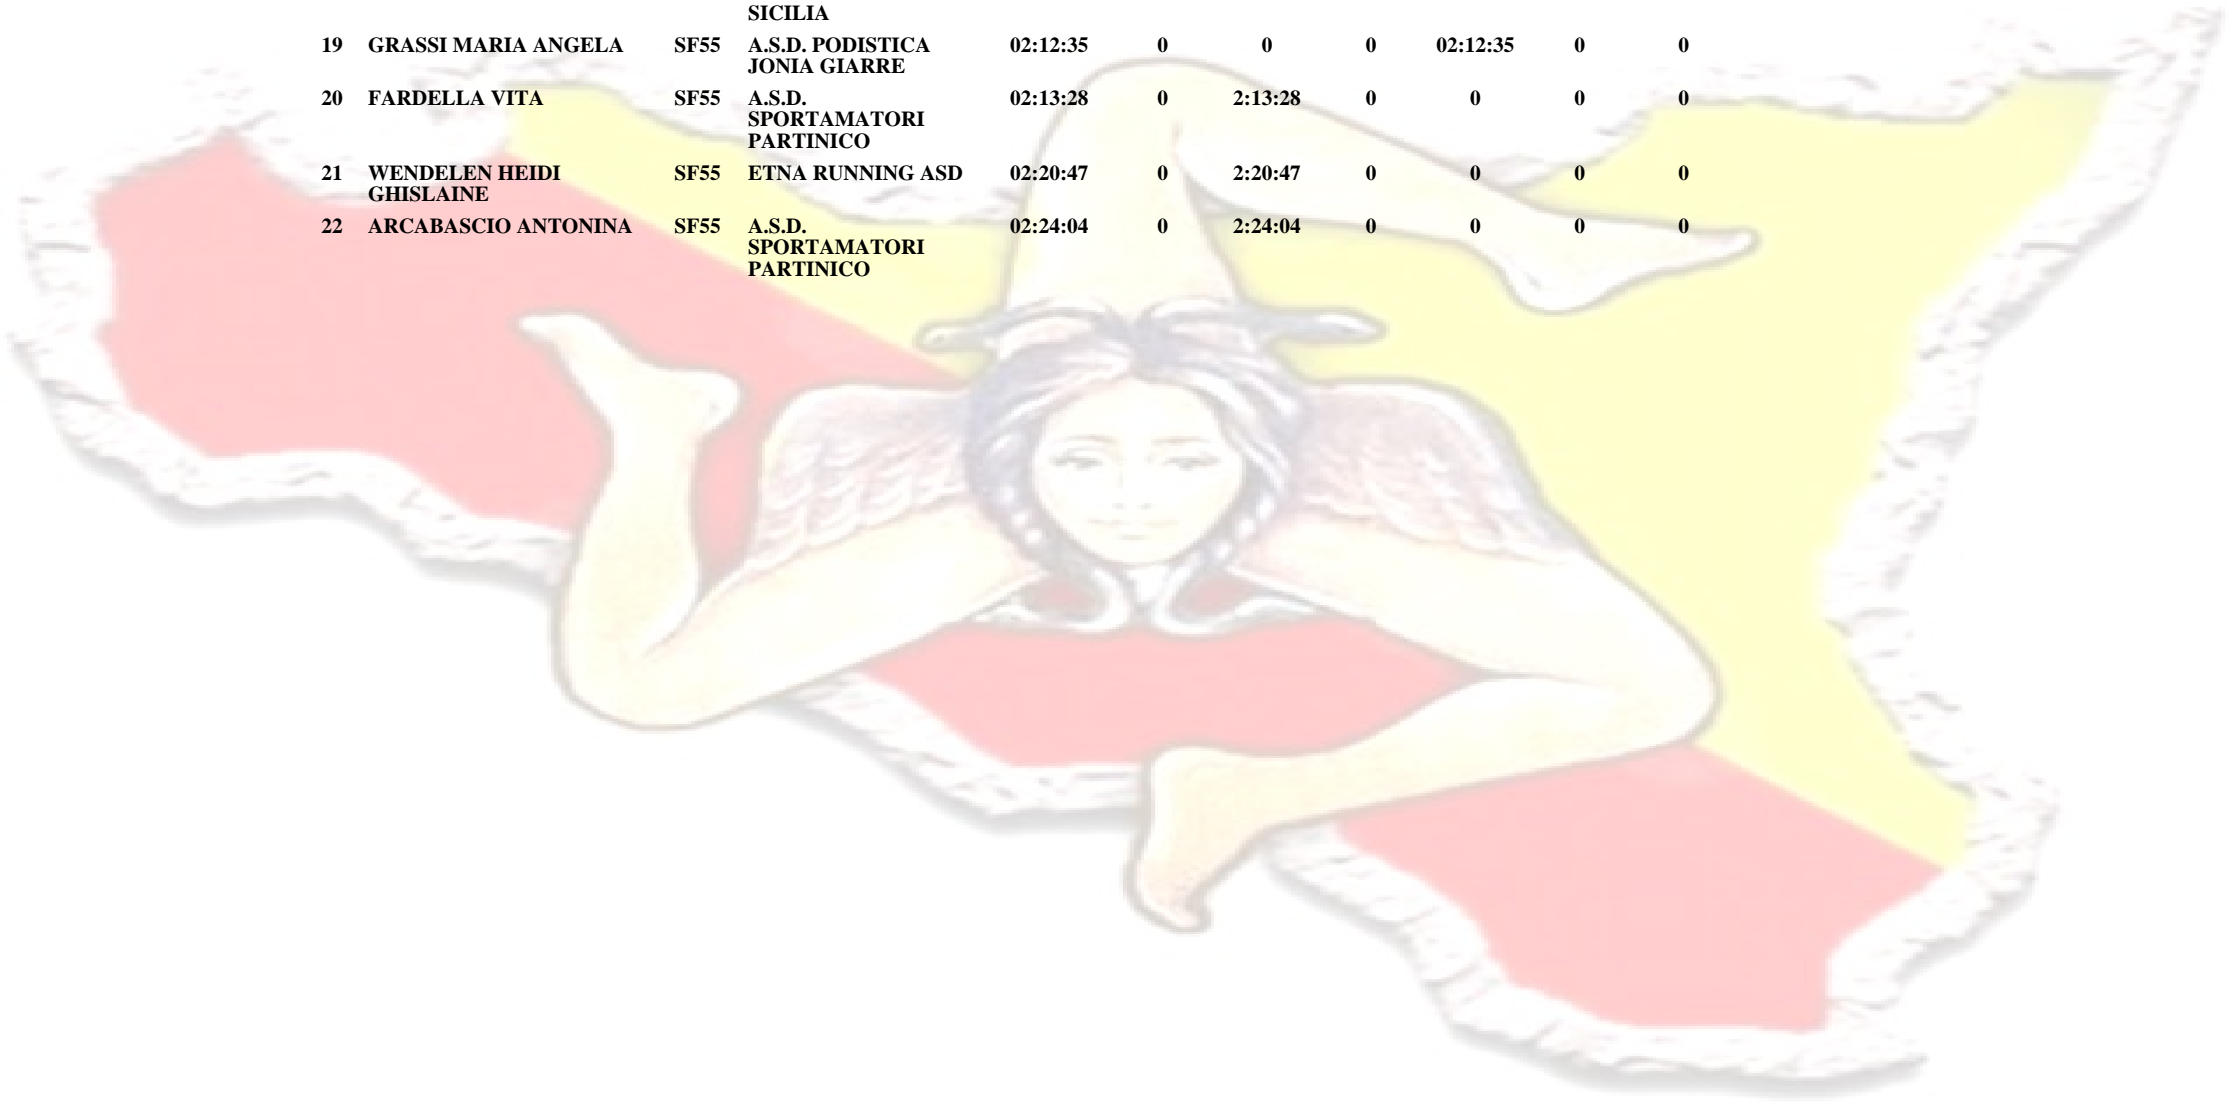 SICILIA
19 GRASSI MARIA ANGELA SF55 A.S.D. PODISTICA 02:12:35 0 0 0 02:12:35 0 0
JONIA GIARRE
20 FARDELLA VITA SF55 A.S.D. 02:13:28 0 2:13:28 0 0 0 0
SPORTAMATORI
PARTINICO
21 WENDELEN HEIDI SF55 ETNA RUNNING ASD 02:20:47 0 2:20:47 0 0 0 0
GHISLAINE
22 ARCABASCIO ANTONINA SF55 A.S.D. 02:24:04 0 2:24:04 0 0 0 0
SPORTAMATORI
PARTINICO